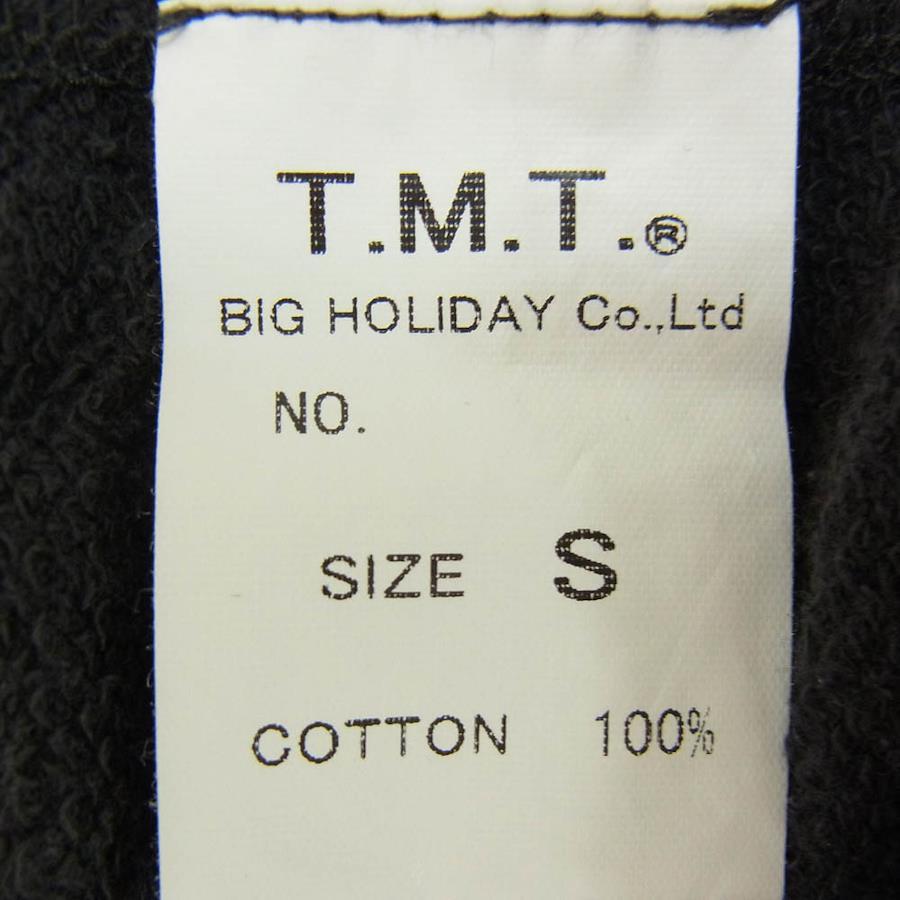 T.M.T.®
BIG HOLIDAY Co.,Ltd
NO.
SIZE S
COTTON 100%